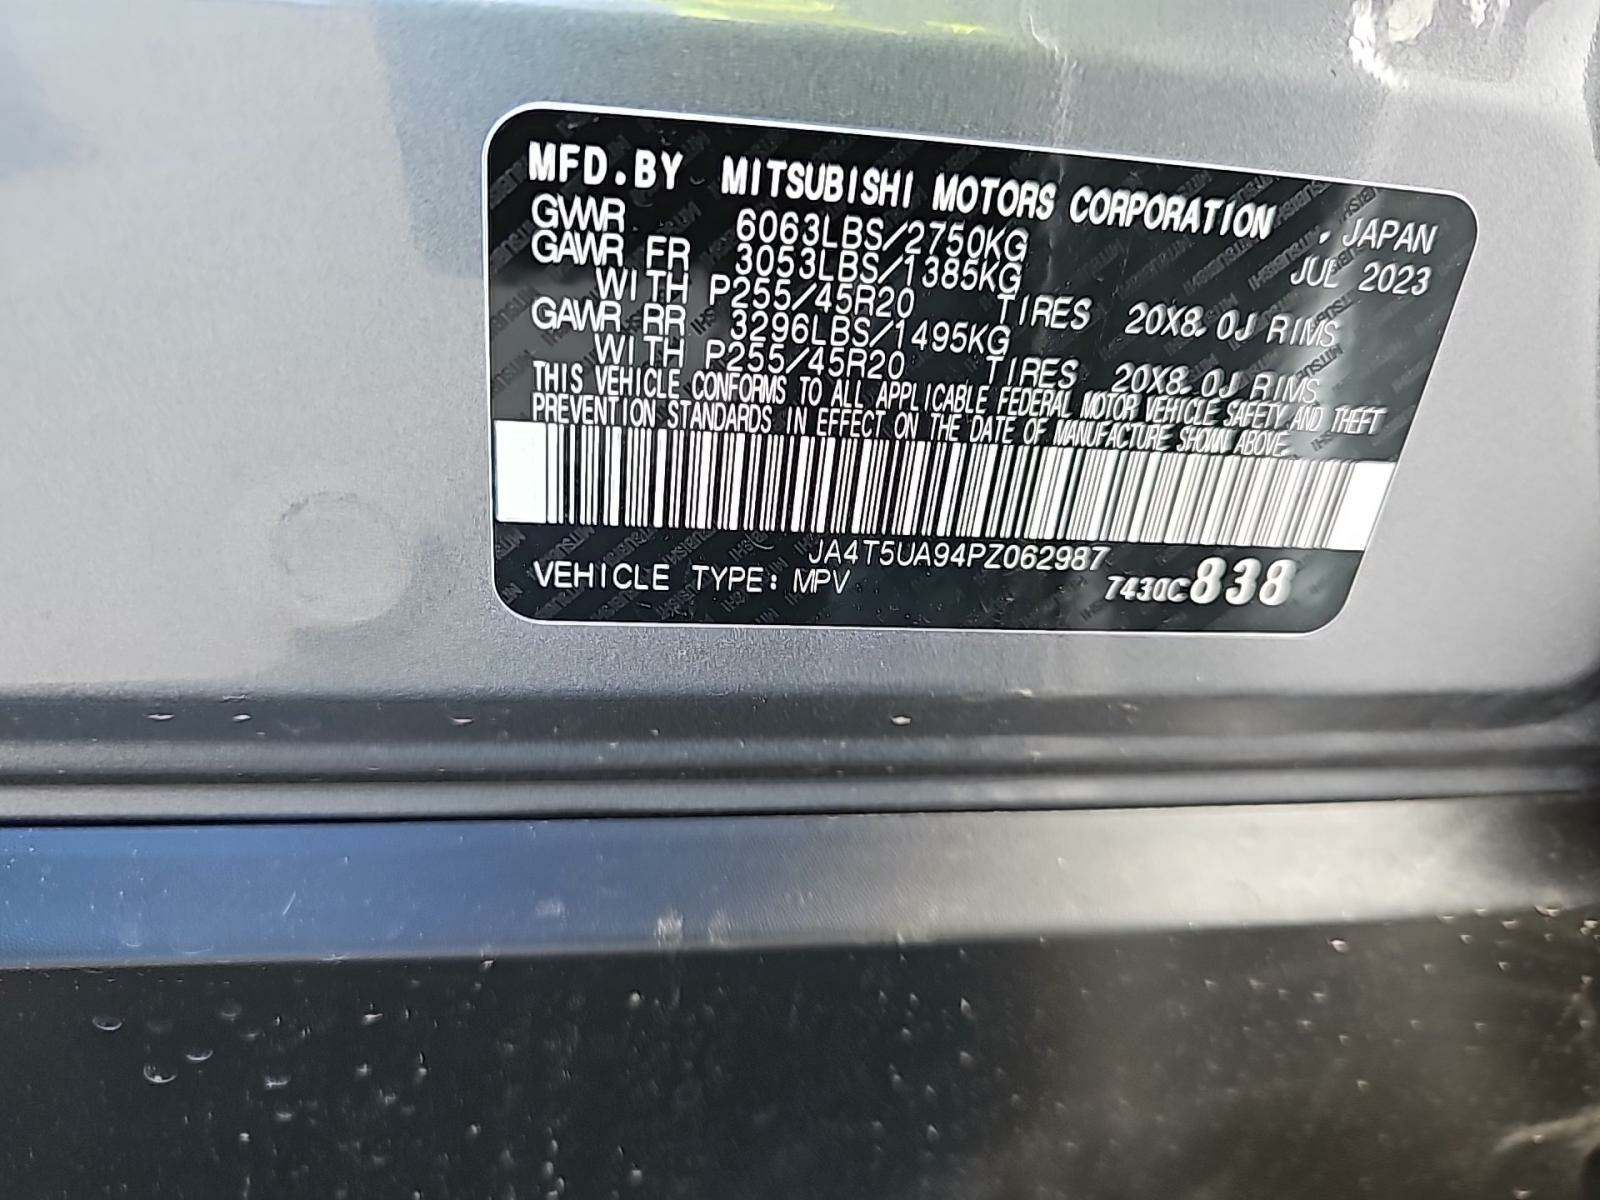 MFD.BY MITSUBISHI MOTORS CORPORATION, JAPAN
GVWR 6063LBS/2750KG JUL 2023
GAWR FR 3053LBS/1385KG
WITH P255/45R20 TIRES 20X8.0J RIMS
GAWR RR 3296LBS/1495KG
WITH P255/45R20 TIRES 20X8.0J RIMS
THIS VEHICLE CONFORMS TO ALL APPLICABLE FEDERAL MOTOR VEHICLE SAFETY AND THEFT
PREVENTION STANDARDS IN EFFECT ON THE DATE OF MANUFACTURE SHOWN ABOVE.
JA4T5UA94PZ062987
VEHICLE TYPE: MPV 7430C838